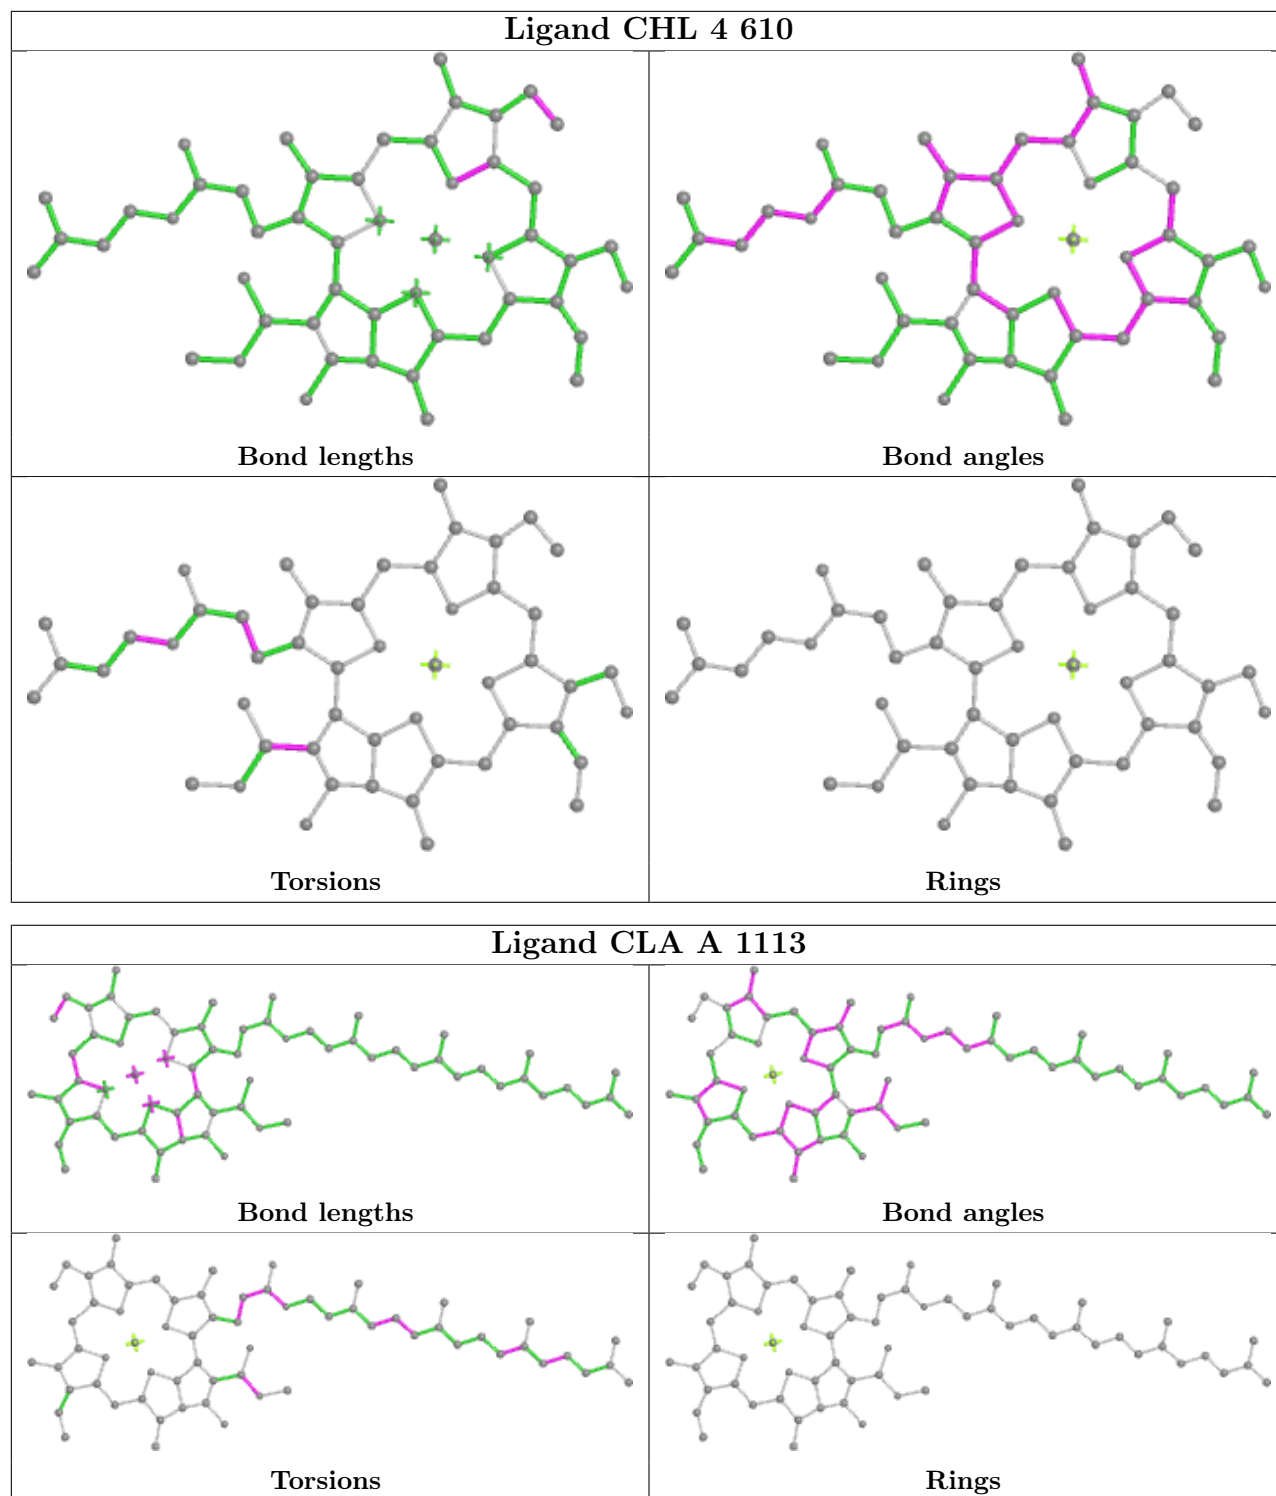 Ligand CHL 4 610
Bond lengths
Bond angles
Torsions
Rings
Ligand CLA A 1113
Bond lengths
Bond angles
Torsions
Rings